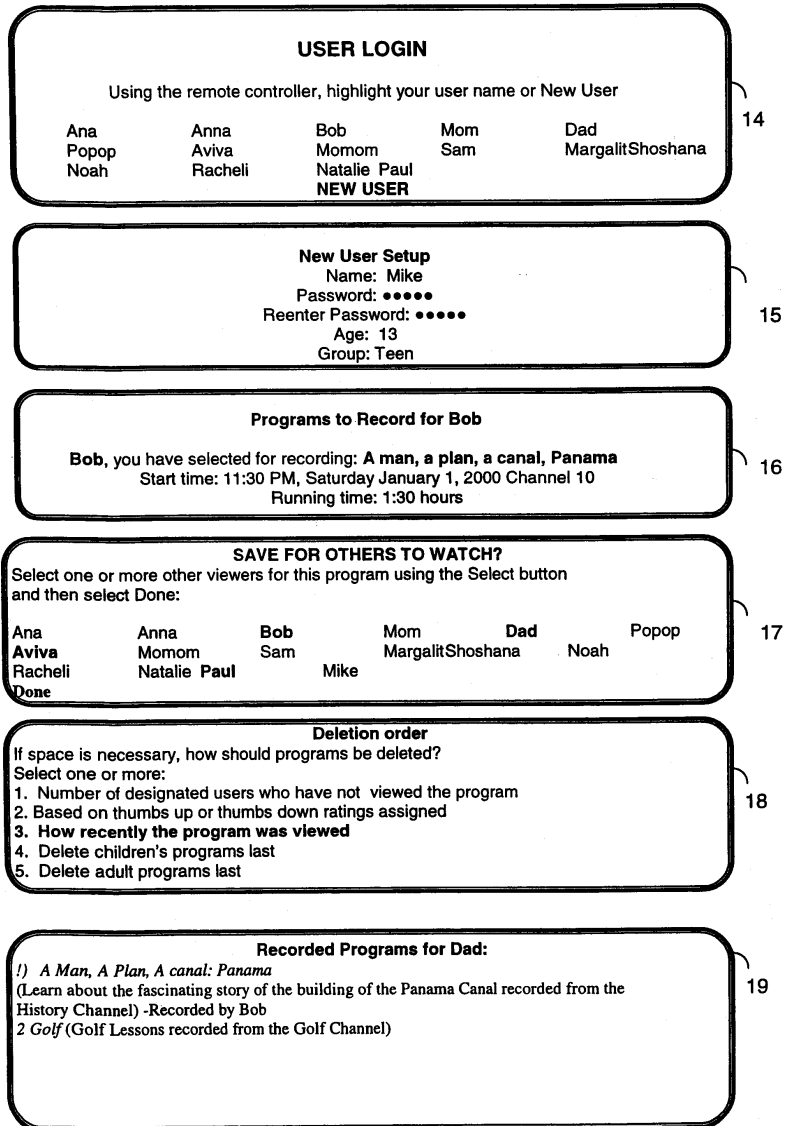 USER LOGIN
Using the remote controller, highlight your user name or New User
14
Ana Anna Bob Mom Dad
Popop Aviva Momom Sam MargalitShoshana
Noah Racheli Natalie Paul
NEW USER
New User Setup
Name: Mike
Password: •••••
15
Reenter Password: •••••
Age: 13
Group: Teen
Programs to Record for Bob
Bob, you have selected for recording: A man, a plan, a canal, Panama
16
Start time: 11:30 PM, Saturday January 1, 2000 Channel 10
Running time: 1:30 hours
SAVE FOR OTHERS TO WATCH?
Select one or more other viewers for this program using the Select button
and then select Done:
Ana Anna Bob Mom Dad Popop
17
Aviva Momom Sam MargalitShoshana Noah
Racheli Natalie Paul Mike
Done
Deletion order
If space is necessary, how should programs be deleted?
Select one or more:
1. Number of designated users who have not viewed the program
18
2. Based on thumbs up or thumbs down ratings assigned
3. How recently the program was viewed
4. Delete children's programs last
5. Delete adult programs last
Recorded Programs for Dad:
!) A Man, A Plan, A canal: Panama
19
(Learn about the fascinating story of the building of the Panama Canal recorded from the
History Channel) -Recorded by Bob
2 Golf (Golf Lessons recorded from the Golf Channel)